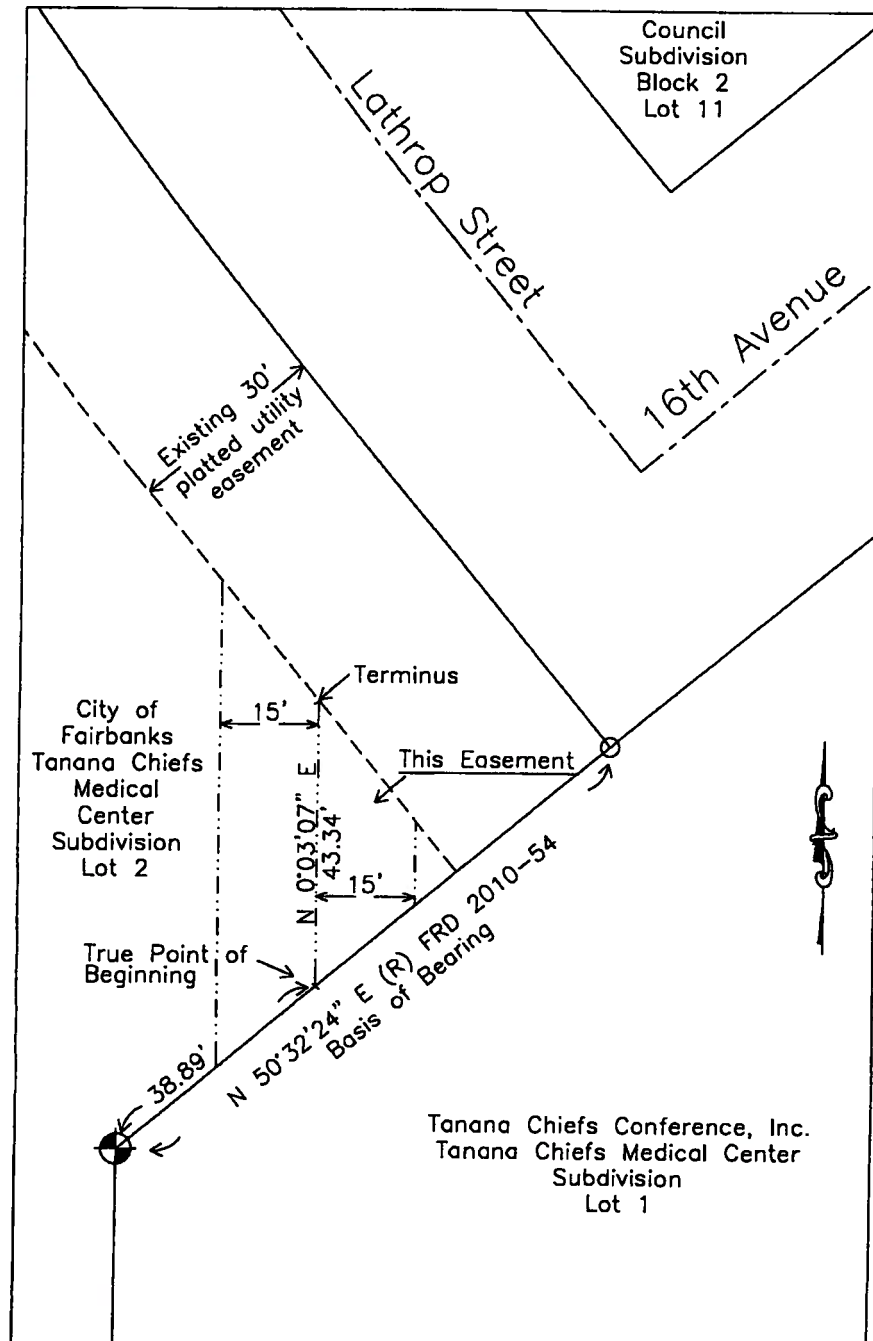 Council
Subdivision
Block 2
Lot 11
Lathrop Street
16th Avenue
Existing 30'
platted utility
easement
Terminus
15'
City of
Fairbanks
Tanana Chiefs
Medical
Center
Subdivision
Lot 2
This Easement
N 0°03'07" E
43.34'
15'
True Point of
Beginning
N 50°32'24" E (R) FRD 2010-54
Basis of Bearing
38.89'
Tanana Chiefs Conference, Inc.
Tanana Chiefs Medical Center
Subdivision
Lot 1